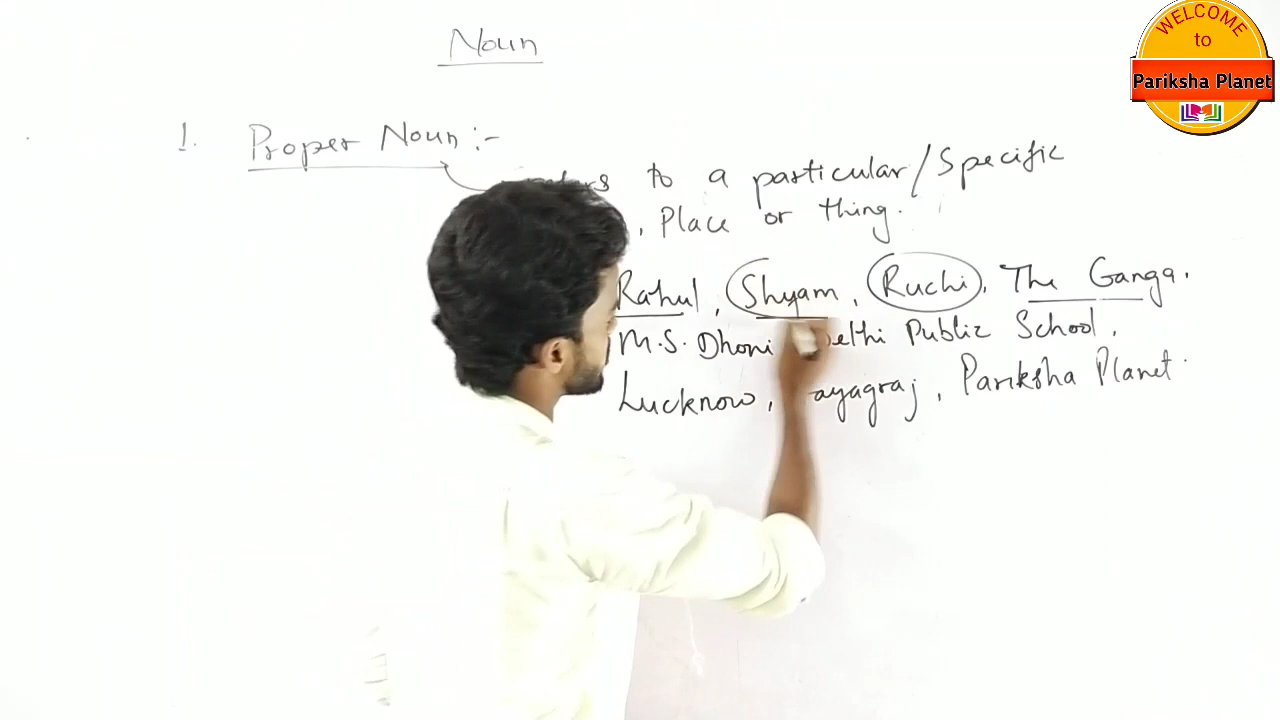 WELCOME
to
Pariksha Planet
Noun
1. Proper Noun :-
to a particular/Specific
, Place or thing.
Rahul, Shyam, Ruchi, The Ganga.
M.S. Dhoni Public School,
Lucknow, , Pariksha Planet.